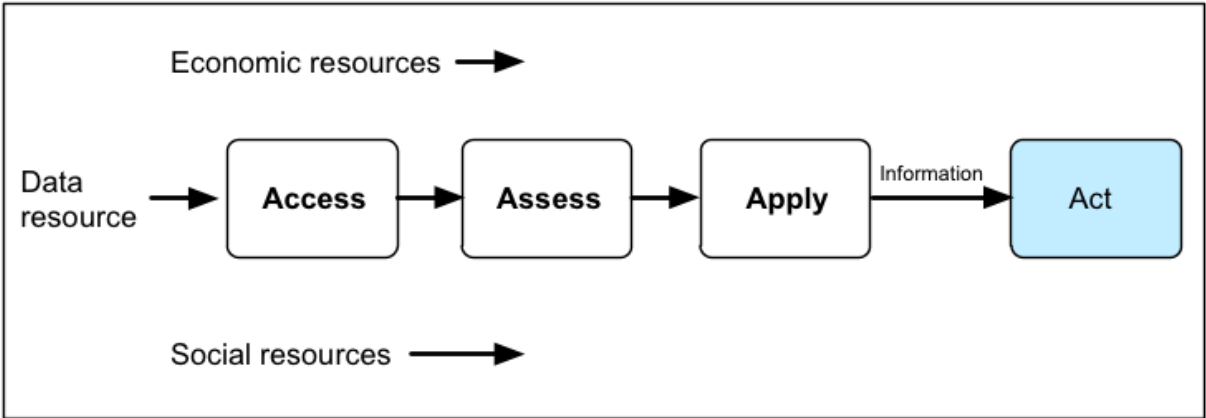 Economic resources
Data
resource
Access
Assess
Apply
Information
Act
Social resources